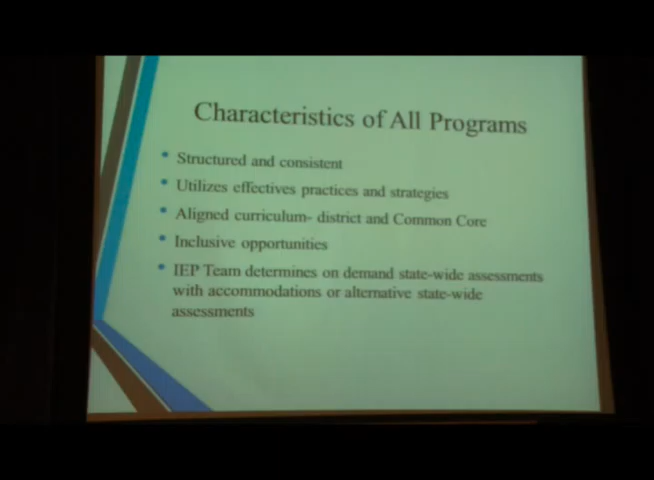 Characteristics of All Programs
• Structured and consistent
• Utilizes effectives practices and strategies
• Aligned curriculum- district and Common Core
• Inclusive opportunities
• IEP Team determines on demand state-wide assessments
with accommodations or alternative state-wide
assessments